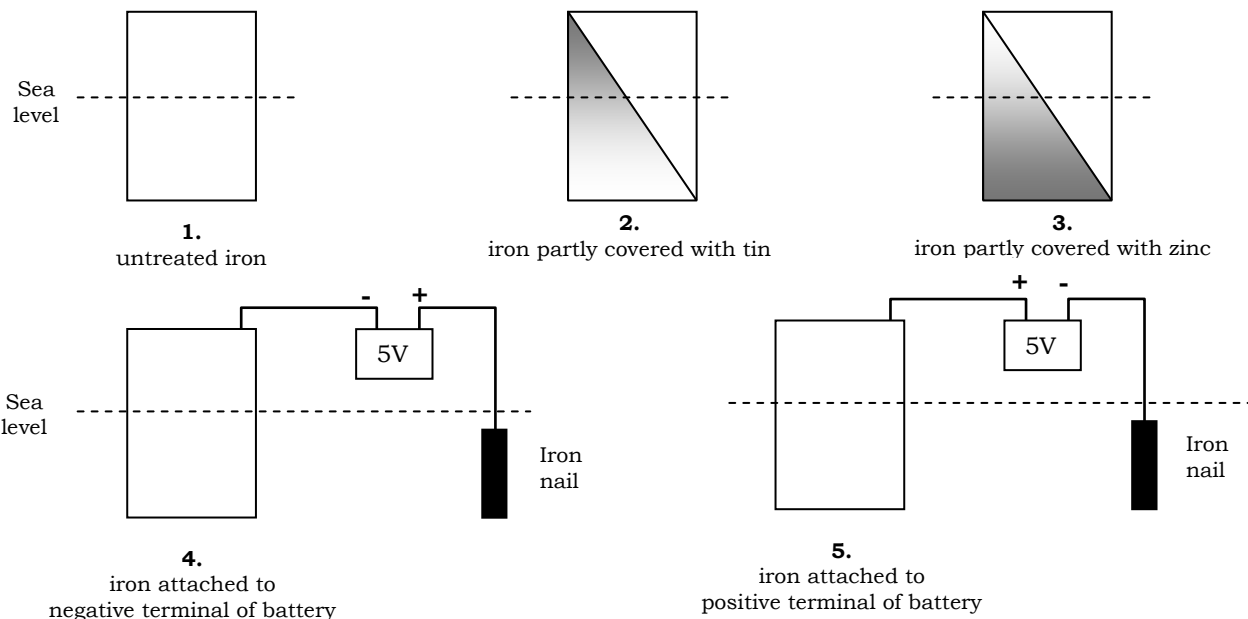 Sea
level
1.
untreated iron
2.
iron partly covered with tin
3.
iron partly covered with zinc
Sea
level
- +
5V
Iron
nail
4.
iron attached to
negative terminal of battery
+ -
5V
Iron
nail
5.
iron attached to
positive terminal of battery